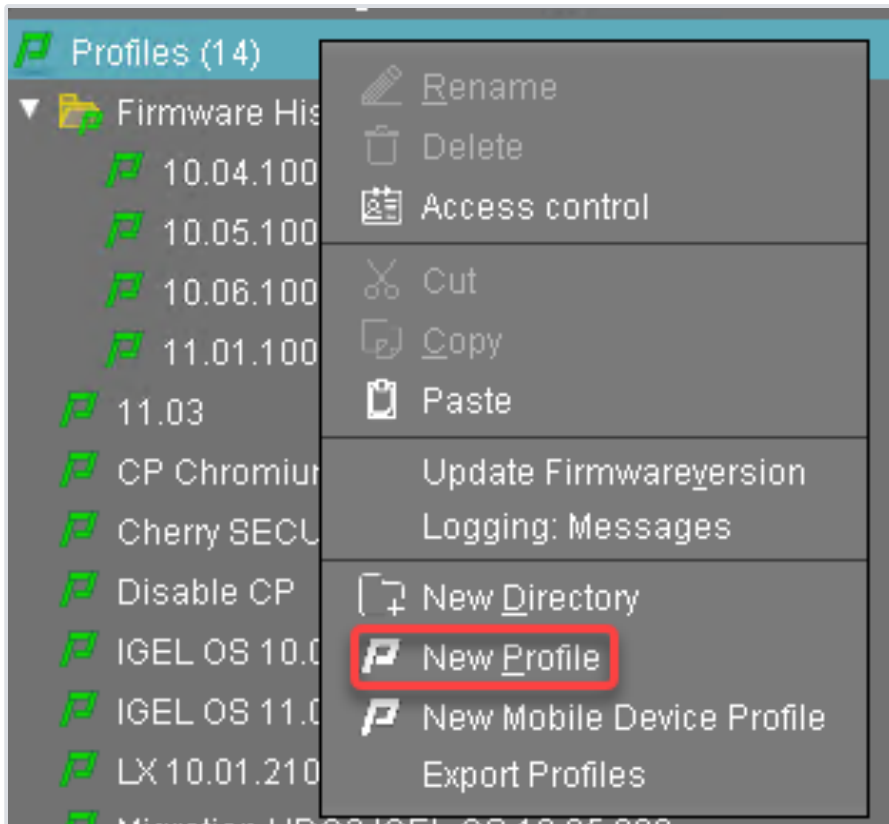 Profiles (14)
Rename
Firmware His
Delete
10.04.100
Access control
10.05.100
Cut
10.06.100
Copy
11.01.100
Paste
11.03
CP Chromiur
Update Firmwareversion
Cherry SECU
Logging: Messages
Disable CP
New Directory
IGEL OS 10.0
New Profile
IGEL OS 11.0
New Mobile Device Profile
LX 10.01.210
Export Profiles